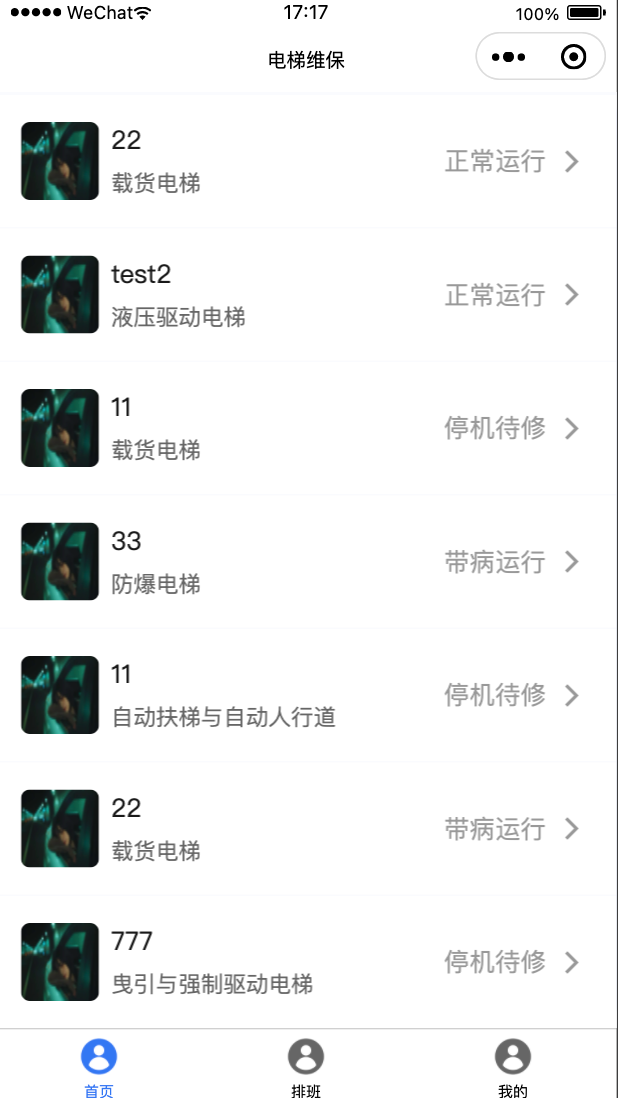 WeChat 17:17 100%
电梯维保
22
载货电梯
正常运行
test2
液压驱动电梯
正常运行
11
载货电梯
停机待修
33
防爆电梯
带病运行
11
自动扶梯与自动人行道
停机待修
22
载货电梯
带病运行
777
曳引与强制驱动电梯
停机待修
首页 排班 我的